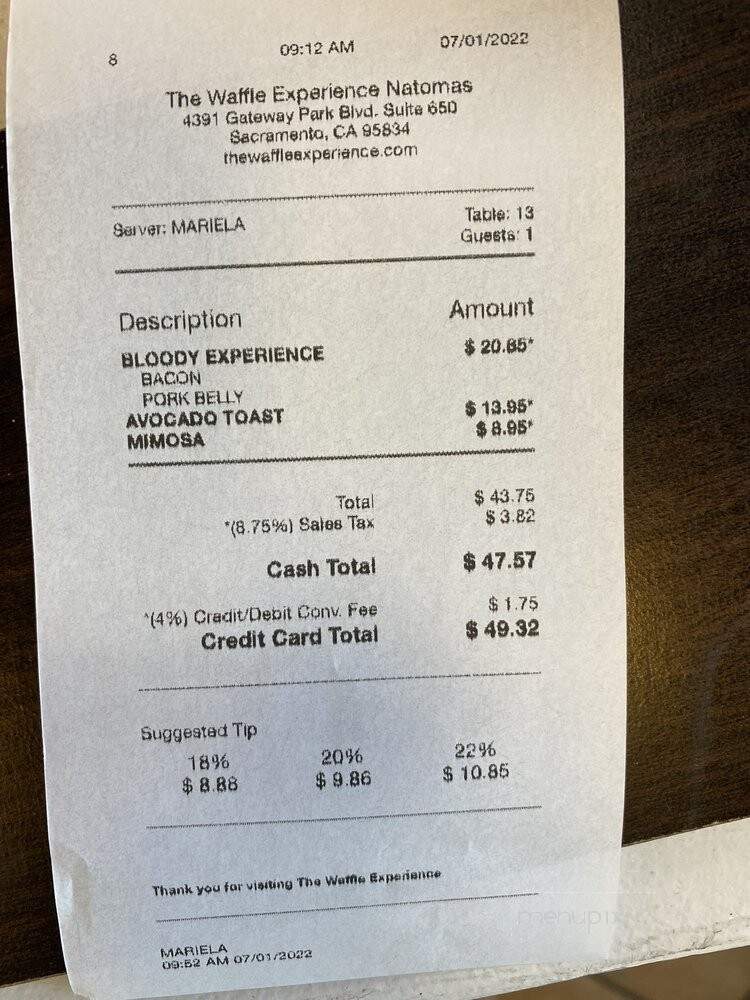 8 09:12 AM 07/01/2022
The Waffle Experience Natomas
4391 Gateway Park Blvd. Suite 650
Sacramento, CA 95834
thewaffleexperience.com
Server: MARIELA Table: 13
Guests: 1
Description Amount
BLOODY EXPERIENCE $ 20.85*
BACON
PORK BELLY
AVOCADO TOAST $ 13.95*
MIMOSA $ 8.95*
Total $ 43.75
*(8.75%) Sales Tax $ 3.82
Cash Total $ 47.57
^(4%) Credit/Debit Conv. Fee $ 1.75
Credit Card Total $ 49.32
Suggested Tip
18% 20% 22%
$ 8.88 $ 9.86 $ 10.85
Thank you for visiting The Waffle Experience
menupix
MARIELA
09:52 AM 07/01/2022